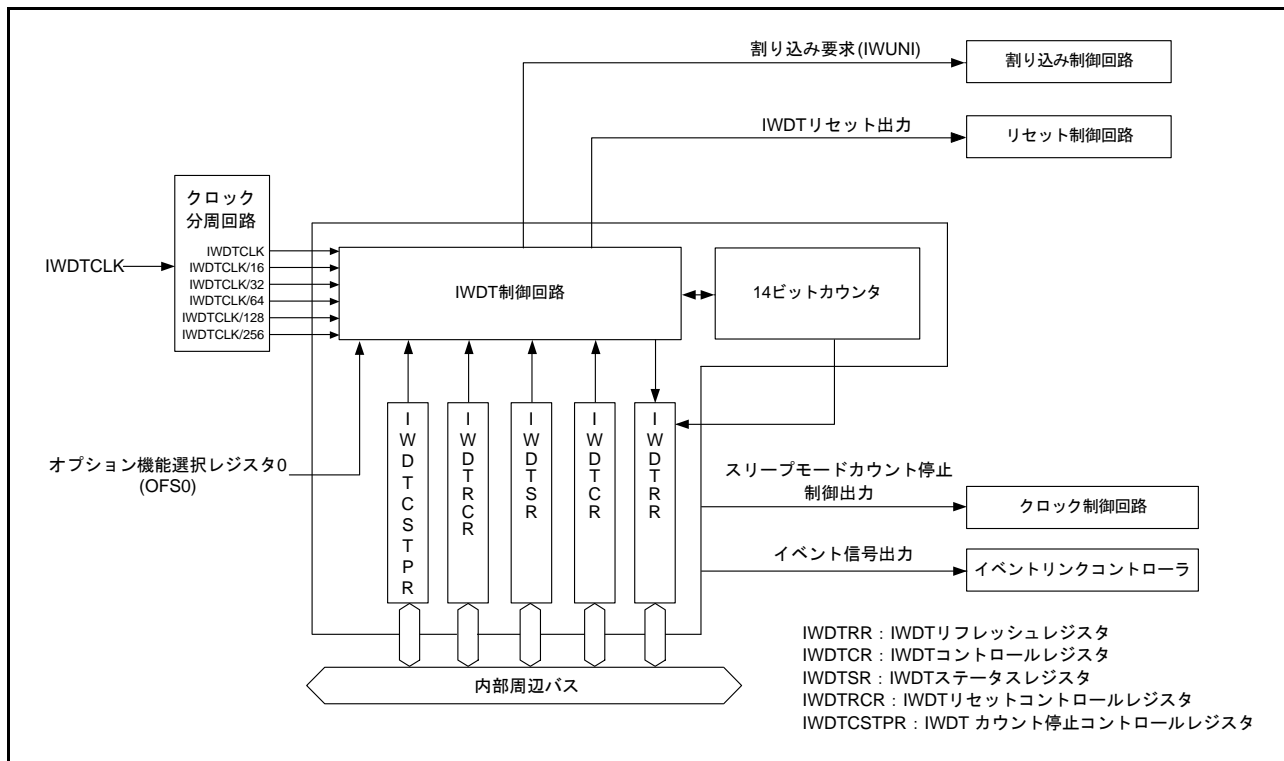 割り込み要求(IWUNI)
割り込み制御回路
IWDTリセット出力
リセット制御回路
クロック
分周回路
IWDTCLK
IWDTCLK
IWDTCLK/16
IWDTCLK/32
IWDTCLK/64
IWDTCLK/128
IWDTCLK/256
IWDT制御回路
14ビットカウンタ
オプション機能選択レジスタ0
(OFS0)
IWDTCSTPR
IWDTRCR
IWDTSR
IWDTCR
IWDTRR
スリープモードカウント停止
制御出力
クロック制御回路
イベント信号出力
イベントリンクコントローラ
内部周辺バス
IWDTRR：IWDTリフレッシュレジスタ
IWDTCR：IWDTコントロールレジスタ
IWDTSR：IWDTステータスレジスタ
IWDTRCR：IWDTリセットコントロールレジスタ
IWDTCSTPR：IWDT カウント停止コントロールレジスタ